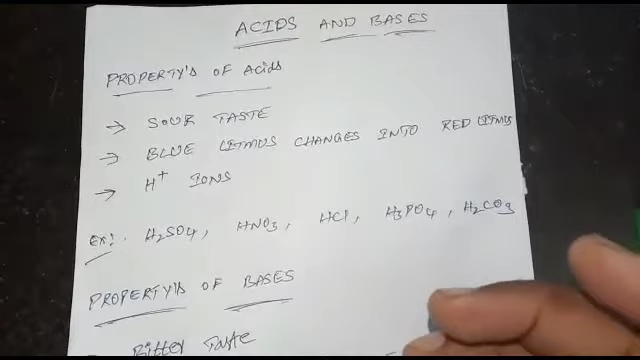 ACIDS AND BASES
PROPERTY'S OF Acids
→ SOUR TASTE
→ BLUE LITMUS CHANGES INTO RED LITMUS
→ H⁺ IONS
Ex:- H₂SO₄, HNO₃, HCl, H₃PO₄, H₂CO₃
PROPERTY'S OF BASES
Bitter Taste